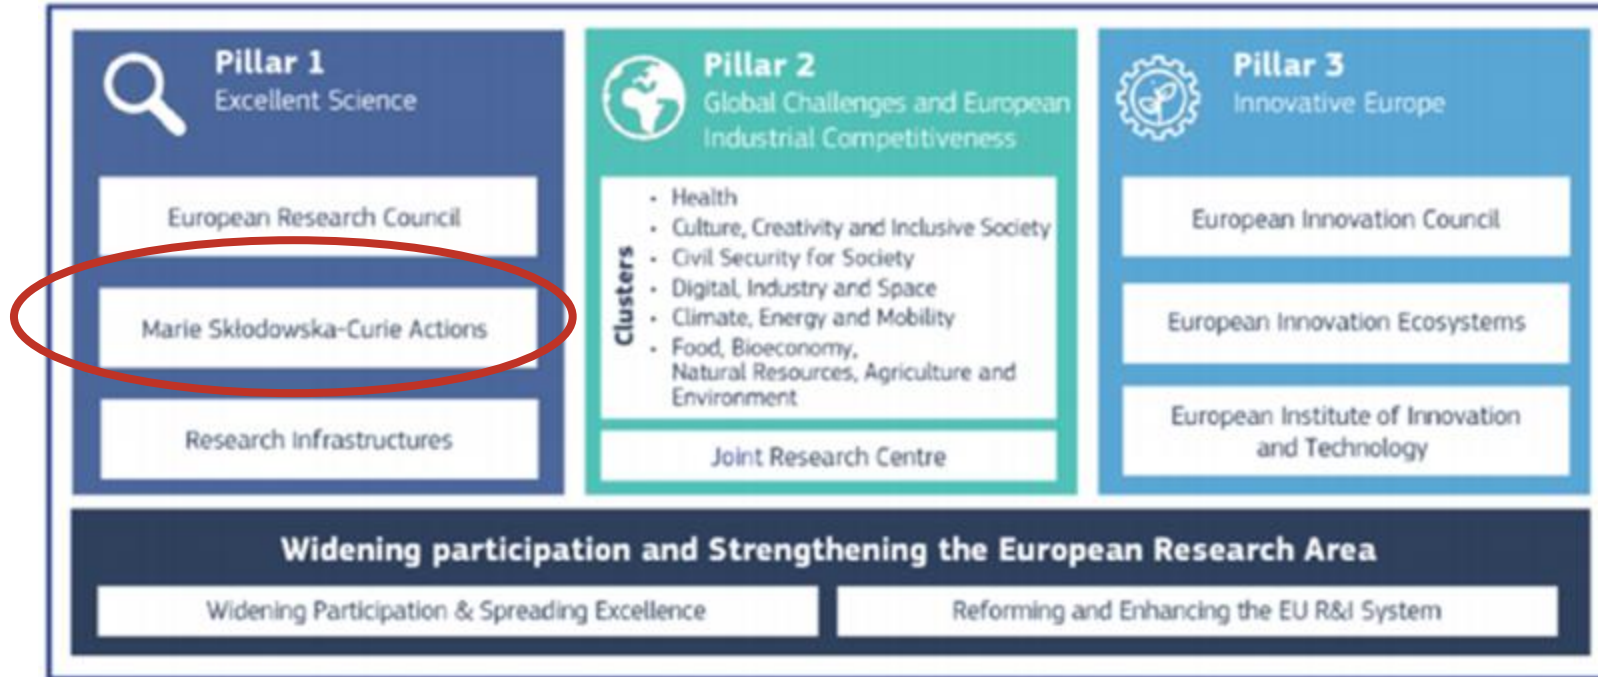 Pillar 1
Excellent Science
European Research Council
Marie Skłodowska-Curie Actions
Research Infrastructures
Pillar 2
Global Challenges and European
Industrial Competitiveness
Clusters
• Health
• Culture, Creativity and Inclusive Society
• Civil Security for Society
• Digital, Industry and Space
• Climate, Energy and Mobility
• Food, Bioeconomy,
Natural Resources, Agriculture and
Environment
Joint Research Centre
Pillar 3
Innovative Europe
European Innovation Council
European Innovation Ecosystems
European Institute of Innovation
and Technology
Widening participation and Strengthening the European Research Area
Widening Participation & Spreading Excellence
Reforming and Enhancing the EU R&I System